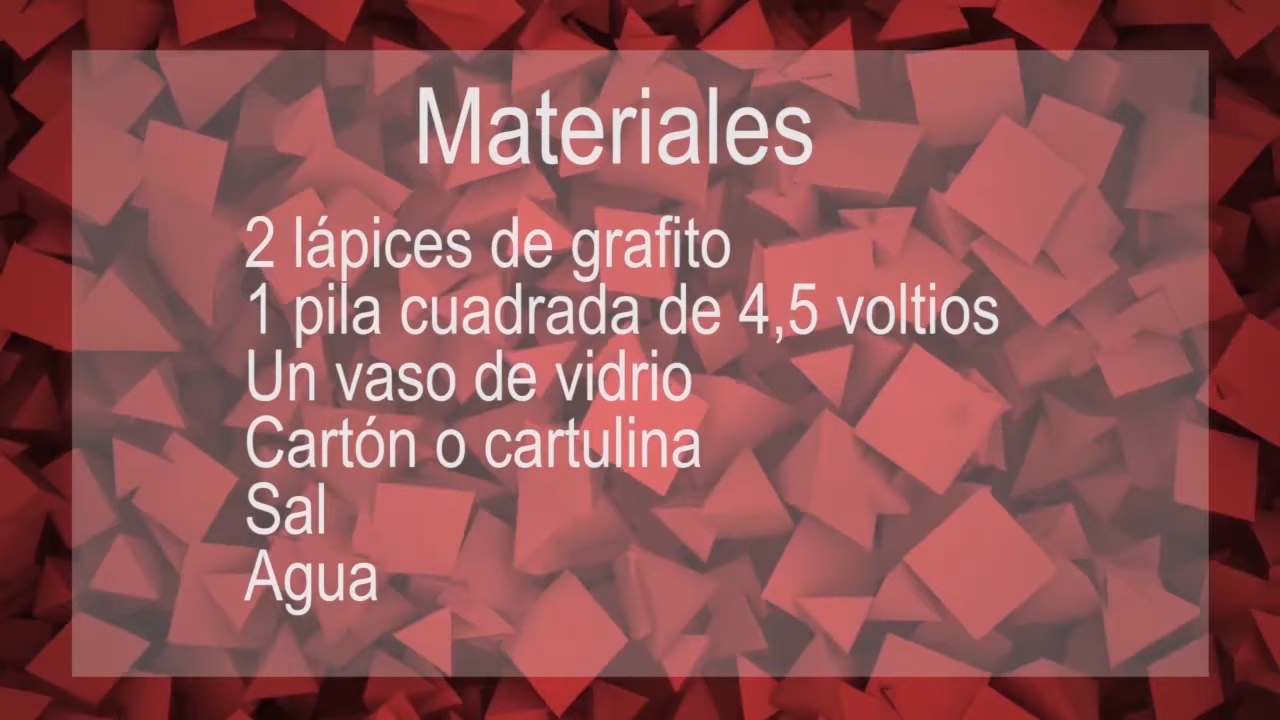 Materiales
2 lápices de grafito
1 pila cuadrada de 4,5 voltios
Un vaso de vidrio
Cartón o cartulina
Sal
Agua